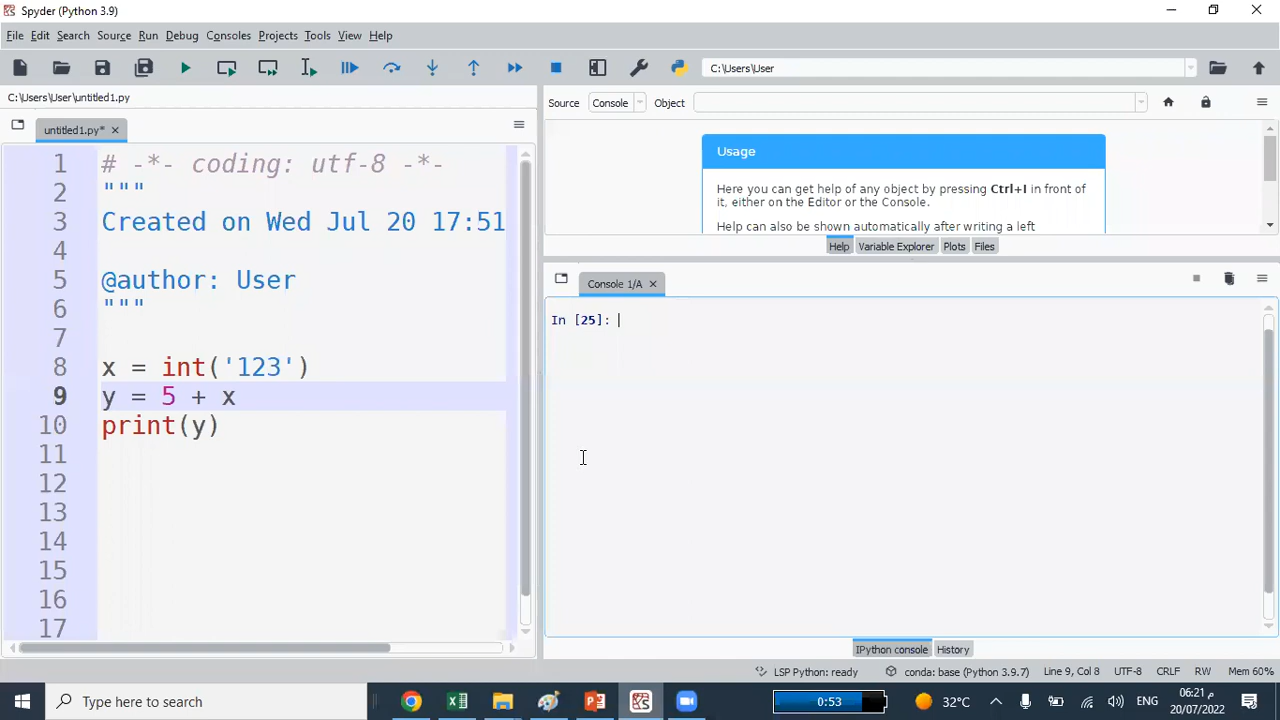 Spyder (Python 3.9)
File Edit Search Source Run Debug Consoles Projects Tools View Help
C:\Users\User
C:\Users\User\untitled1.py
Source Console Object
untitled1.py*
1 # -*- coding: utf-8 -*-
2 """
3 Created on Wed Jul 20 17:51
4
5 @author: User
6 """
7
8 x = int('123')
9 y = 5 + x
10 print(y)
11
12
13
14
15
16
17
Usage
Here you can get help of any object by pressing Ctrl+I in front of
it, either on the Editor or the Console.
Help can also be shown automatically after writing a left
Help Variable Explorer Plots Files
Console 1/A
In [25]:
IPython console History
LSP Python: ready conda: base (Python 3.9.7) Line 9, Col 8 UTF-8 CRLF RW Mem 60%
Type here to search
0:53
32°C
ENG
06:21 م
20/07/2022